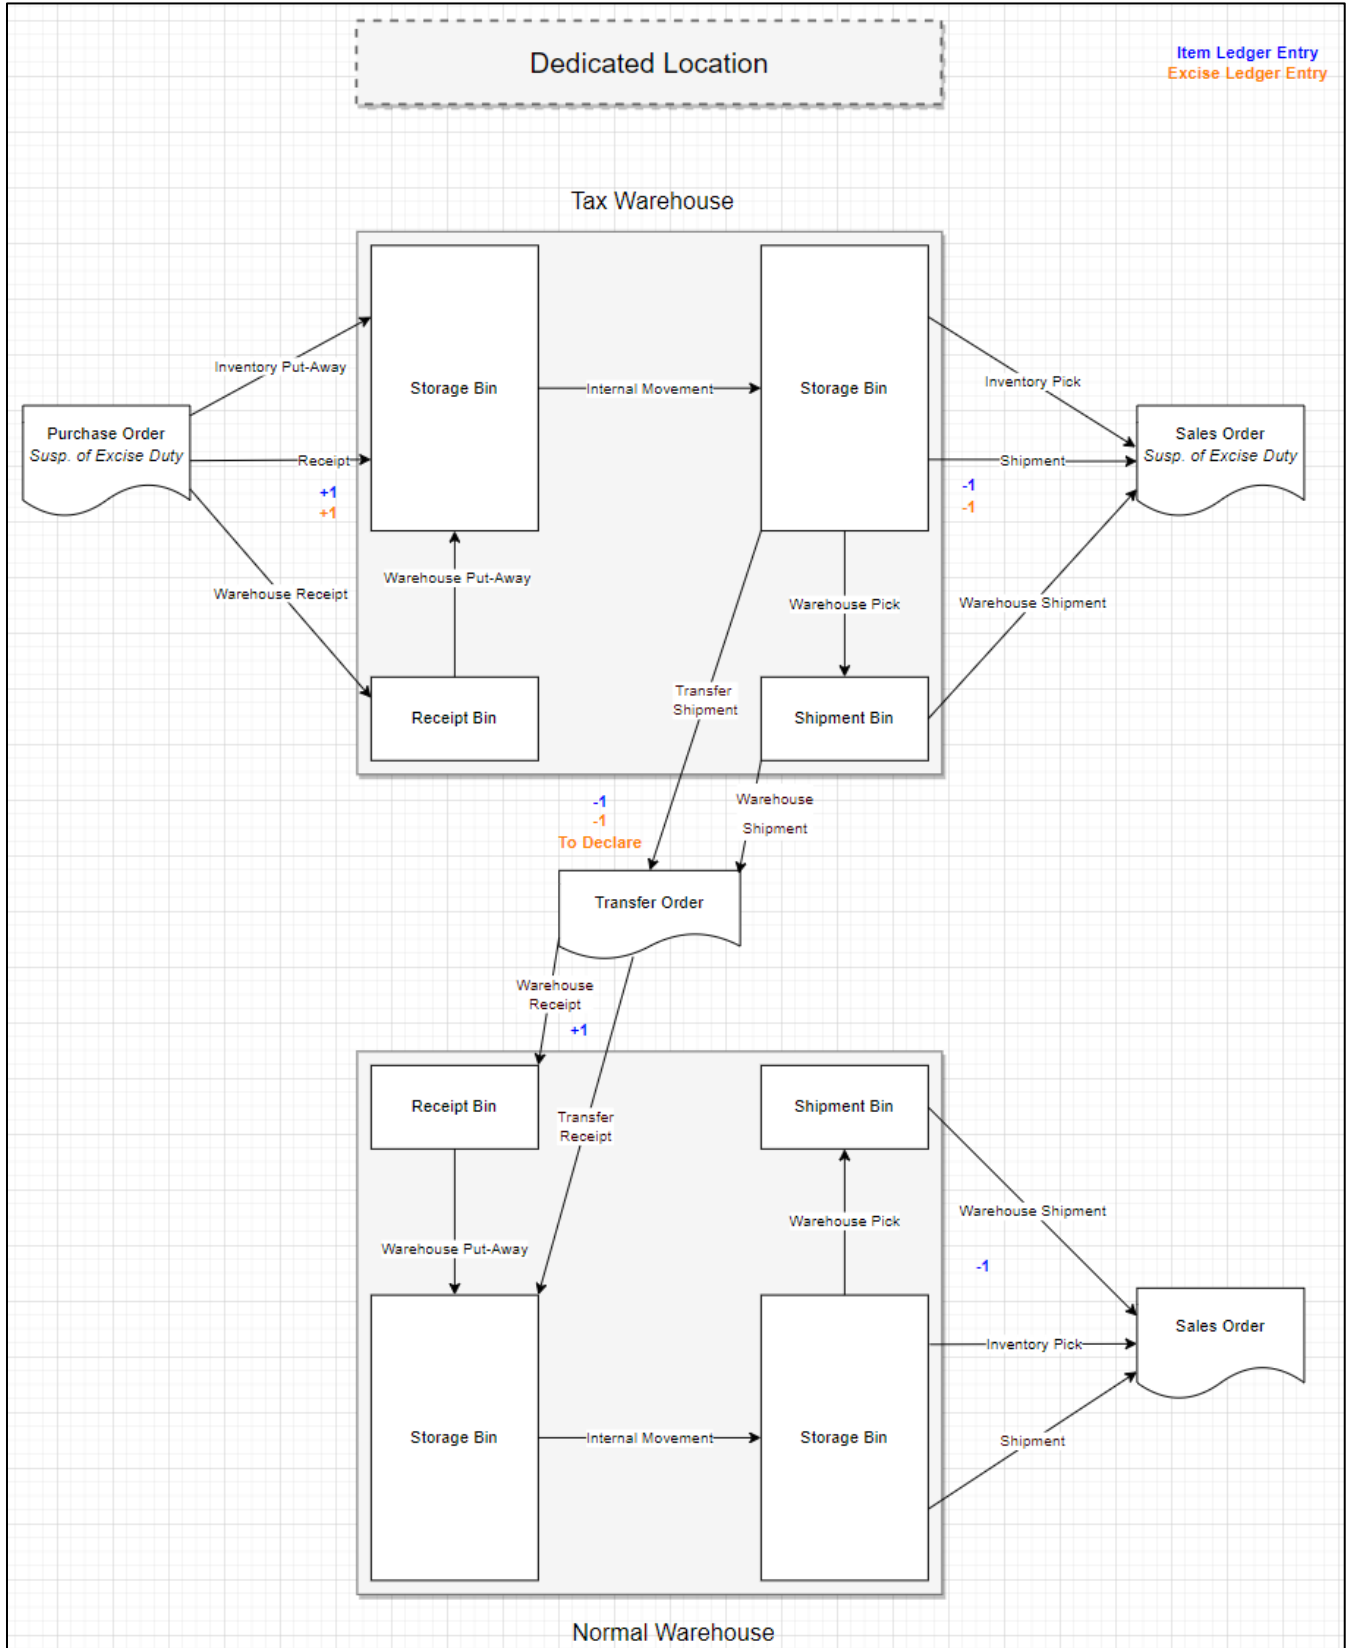 Dedicated Location
Item Ledger Entry
Excise Ledger Entry
Tax Warehouse
Inventory Put-Away
Storage Bin
Internal Movement
Storage Bin
Inventory Pick
Purchase Order
Susp. of Excise Duty
Receipt
+1
+1
Shipment
-1
-1
Sales Order
Susp. of Excise Duty
Warehouse Put-Away
Warehouse Receipt
Warehouse Pick
Warehouse Shipment
Receipt Bin
Transfer
Shipment
Shipment Bin
-1
-1
To Declare
Warehouse
Shipment
Transfer Order
Warehouse
Receipt
+1
Receipt Bin
Transfer
Receipt
Shipment Bin
Warehouse Put-Away
Warehouse Pick
Warehouse Shipment
-1
Inventory Pick
Sales Order
Storage Bin
Internal Movement
Storage Bin
Shipment
Normal Warehouse